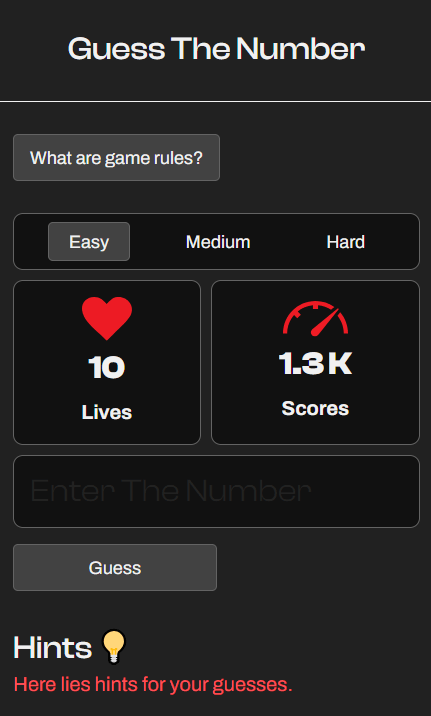 Guess The Number
What are game rules?
Easy Medium Hard
10
Lives
1.3 K
Scores
Enter The Number
Guess
Hints
Here lies hints for your guesses.